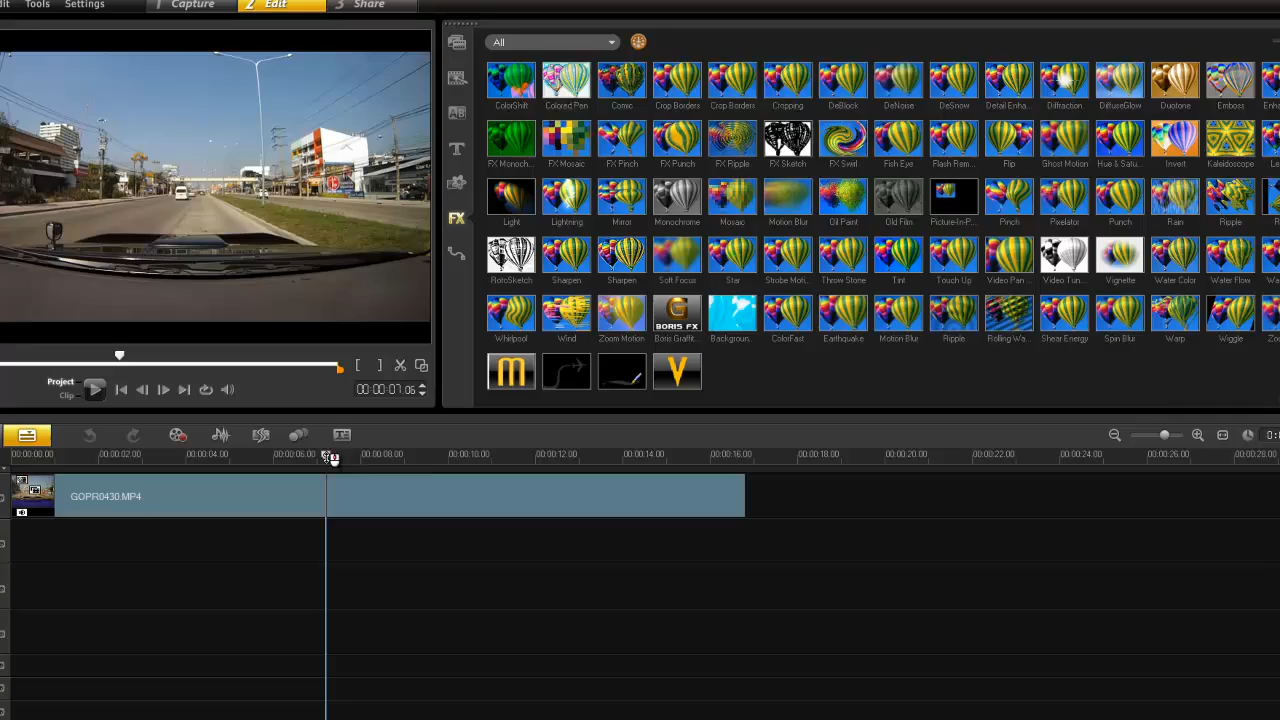 dit Tools Settings 1 Capture 2 Edit 3 Share
All
ColorShift Colored Pen Comic Crop Borders Crop Borders Cropping DeBlock DeNoise DeSnow Detail Enha... Diffraction DiffuseGlow Duotone Emboss
FX Monoch... FX Mosaic FX Pinch FX Punch FX Ripple FX Sketch FX Swirl Fish Eye Flash Rem... Flip Ghost Motion Hue & Satu... Invert Kaleidoscope
Light Lightning Mirror Monochrome Mosaic Motion Blur Oil Paint Old Film Picture-In-P... Pinch Pixelator Punch Rain Ripple
RotoSketch Sharpen Sharpen Soft Focus Star Strobe Moti... Throw Stone Tint Touch Up Video Pan ... Video Tun... Vignette Water Color Water Flow
BORIS FX
Whirlpool Wind Zoom Motion Boris Graffit... Backgroun... ColorFast Earthquake Motion Blur Ripple Rolling Wa... Shear Energy Spin Blur Warp Wiggle
FX
Project
Clip
[ ]
00:00:07.06
00:00:00.00 00:00:02.00 00:00:04.00 00:00:06.00 00:00:08.00 00:00:10.00 00:00:12.00 00:00:14.00 00:00:16.00 00:00:18.00 00:00:20.00 00:00:22.00 00:00:24.00 00:00:26.00 00:00:28.00
GOPR0430.MP4